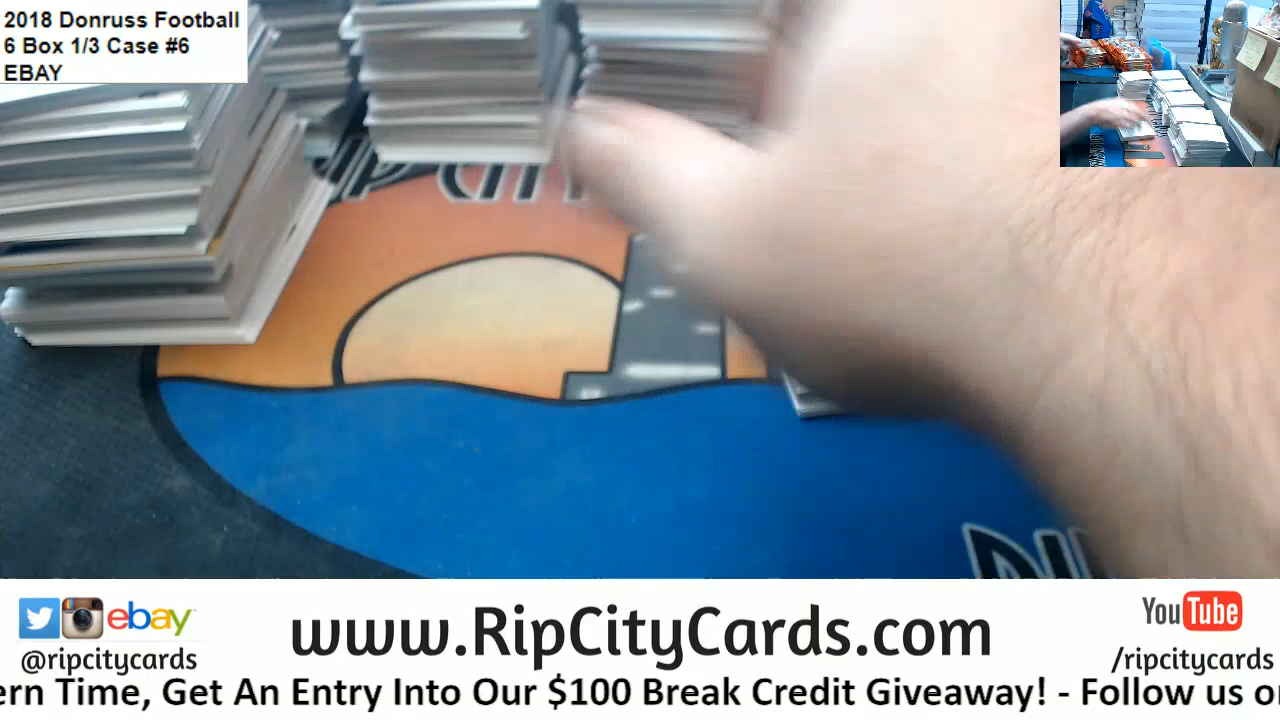 2018 Donruss Football
6 Box 1/3 Case #6
EBAY
ebay
@ripcitycards
www.RipCityCards.com
YouTube
/ripcitycards
ern Time, Get An Entry Into Our $100 Break Credit Giveaway! - Follow us o